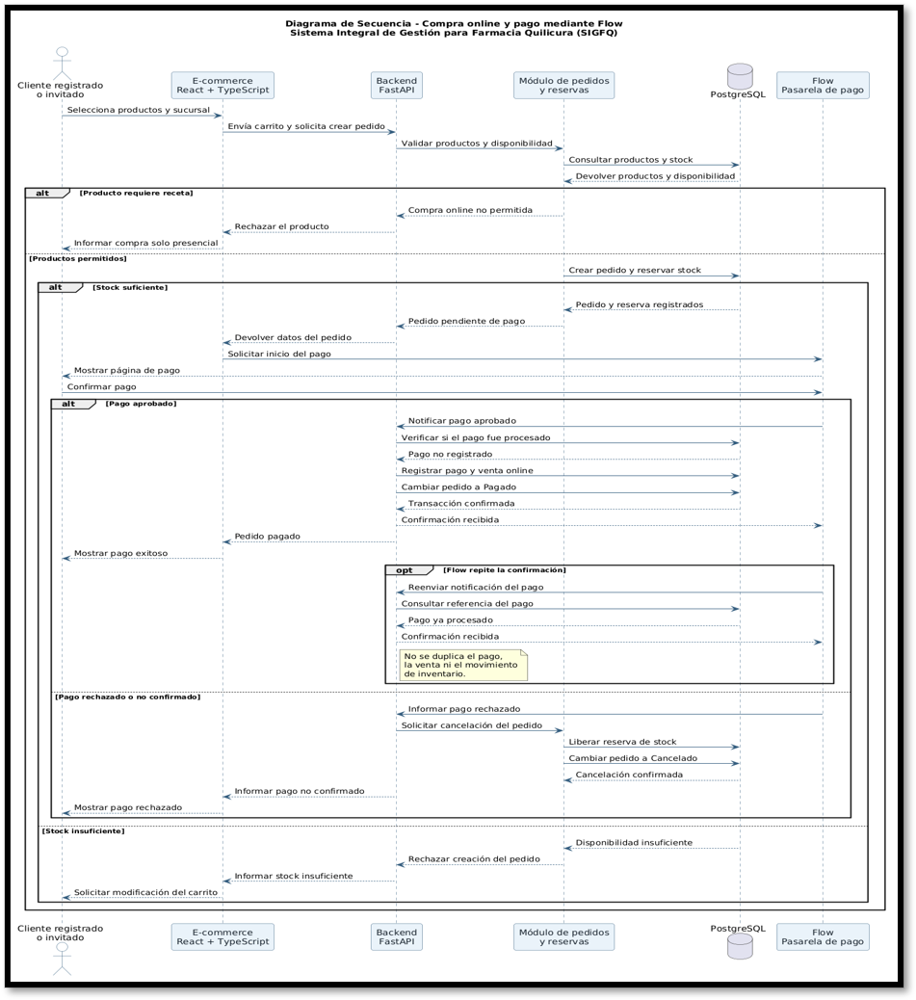 Diagrama de Secuencia - Compra online y pago mediante Flow
Sistema Integral de Gestión para Farmacia Quilicura (SIGFQ)
Cliente registrado
o invitado
E-commerce
React + TypeScript
Backend
FastAPI
Módulo de pedidos
y reservas
PostgreSQL
Flow
Pasarela de pago
Selecciona productos y sucursal
Envía carrito y solicita crear pedido
Validar productos y disponibilidad
Consultar productos y stock
Devolver productos y disponibilidad
alt [Producto requiere receta]
Compra online no permitida
Rechazar el producto
Informar compra solo presencial
[Productos permitidos]
Crear pedido y reservar stock
alt [Stock suficiente]
Pedido y reserva registrados
Pedido pendiente de pago
Devolver datos del pedido
Solicitar inicio del pago
Mostrar página de pago
Confirmar pago
alt [Pago aprobado]
Notificar pago aprobado
Verificar si el pago fue procesado
Pago no registrado
Registrar pago y venta online
Cambiar pedido a Pagado
Transacción confirmada
Confirmación recibida
Pedido pagado
Mostrar pago exitoso
opt [Flow repite la confirmación]
Reenviar notificación del pago
Consultar referencia del pago
Pago ya procesado
Confirmación recibida
No se duplica el pago,
la venta ni el movimiento
de inventario.
[Pago rechazado o no confirmado]
Informar pago rechazado
Solicitar cancelación del pedido
Liberar reserva de stock
Cambiar pedido a Cancelado
Cancelación confirmada
Informar pago no confirmado
Mostrar pago rechazado
[Stock insuficiente]
Disponibilidad insuficiente
Rechazar creación del pedido
Informar stock insuficiente
Solicitar modificación del carrito
Cliente registrado
o invitado
E-commerce
React + TypeScript
Backend
FastAPI
Módulo de pedidos
y reservas
PostgreSQL
Flow
Pasarela de pago